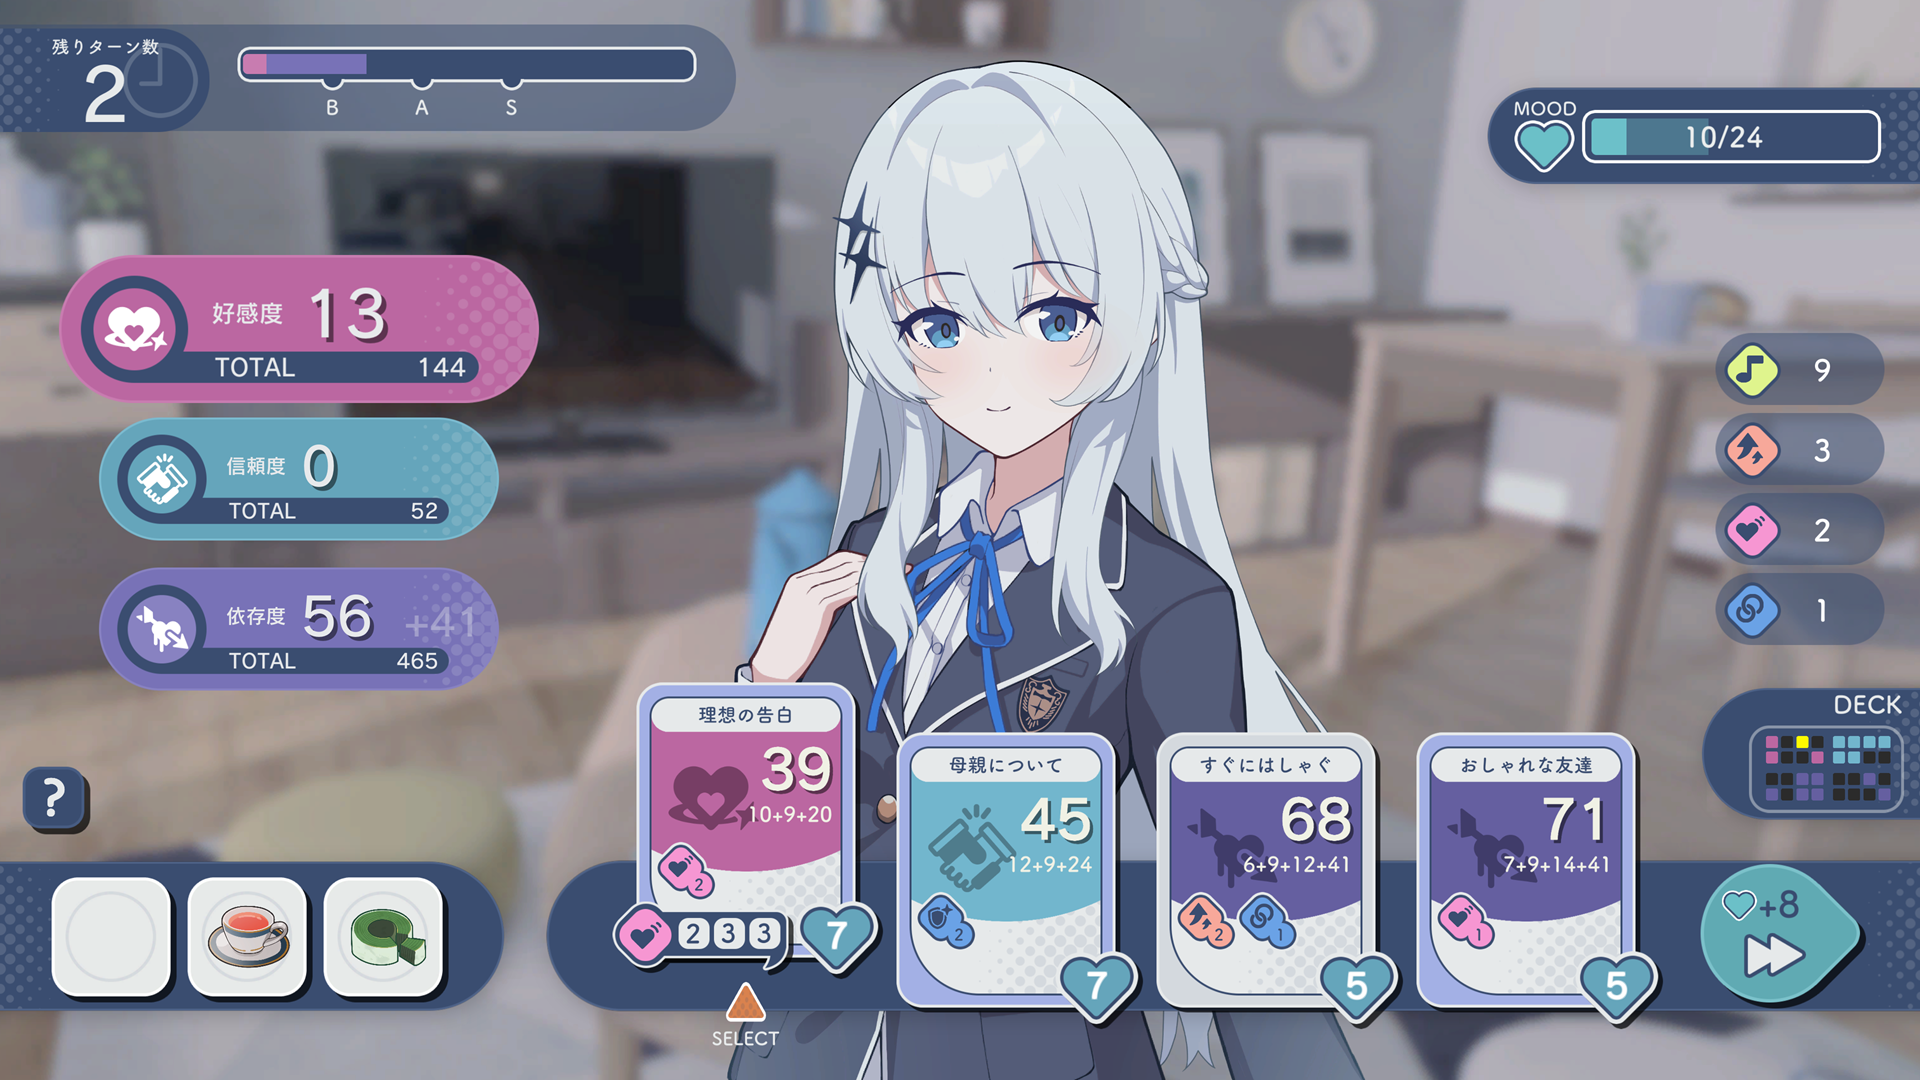 残りターン数
2
B A S
MOOD
10/24
好感度 13
TOTAL 144
信頼度 0
TOTAL 52
依存度 56 +41
TOTAL 465
9
3
2
1
DECK
?
理想の告白
39
10+9+20
2
2 3 3
7
SELECT
母親について
45
12+9+24
2
7
すぐにはしゃぐ
68
6+9+12+41
2 1
5
おしゃれな友達
71
7+9+14+41
1
5
+8